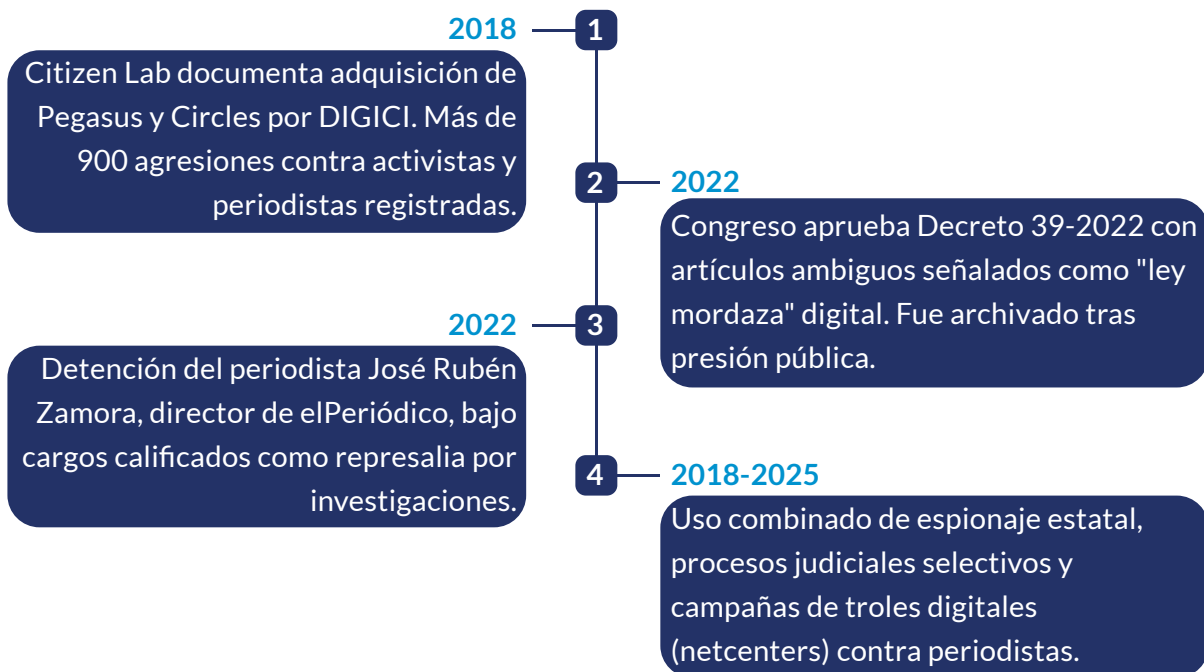 2018
1
Citizen Lab documenta adquisición de
Pegasus y Circles por DIGICI. Más de
900 agresiones contra activistas y
periodistas registradas.
2
2022
Congreso aprueba Decreto 39-2022 con
artículos ambiguos señalados como "ley
mordaza" digital. Fue archivado tras
presión pública.
2022
3
Detención del periodista José Rubén
Zamora, director de elPeriódico, bajo
cargos calificados como represalia por
investigaciones.
4
2018-2025
Uso combinado de espionaje estatal,
procesos judiciales selectivos y
campañas de troles digitales
(netcenters) contra periodistas.